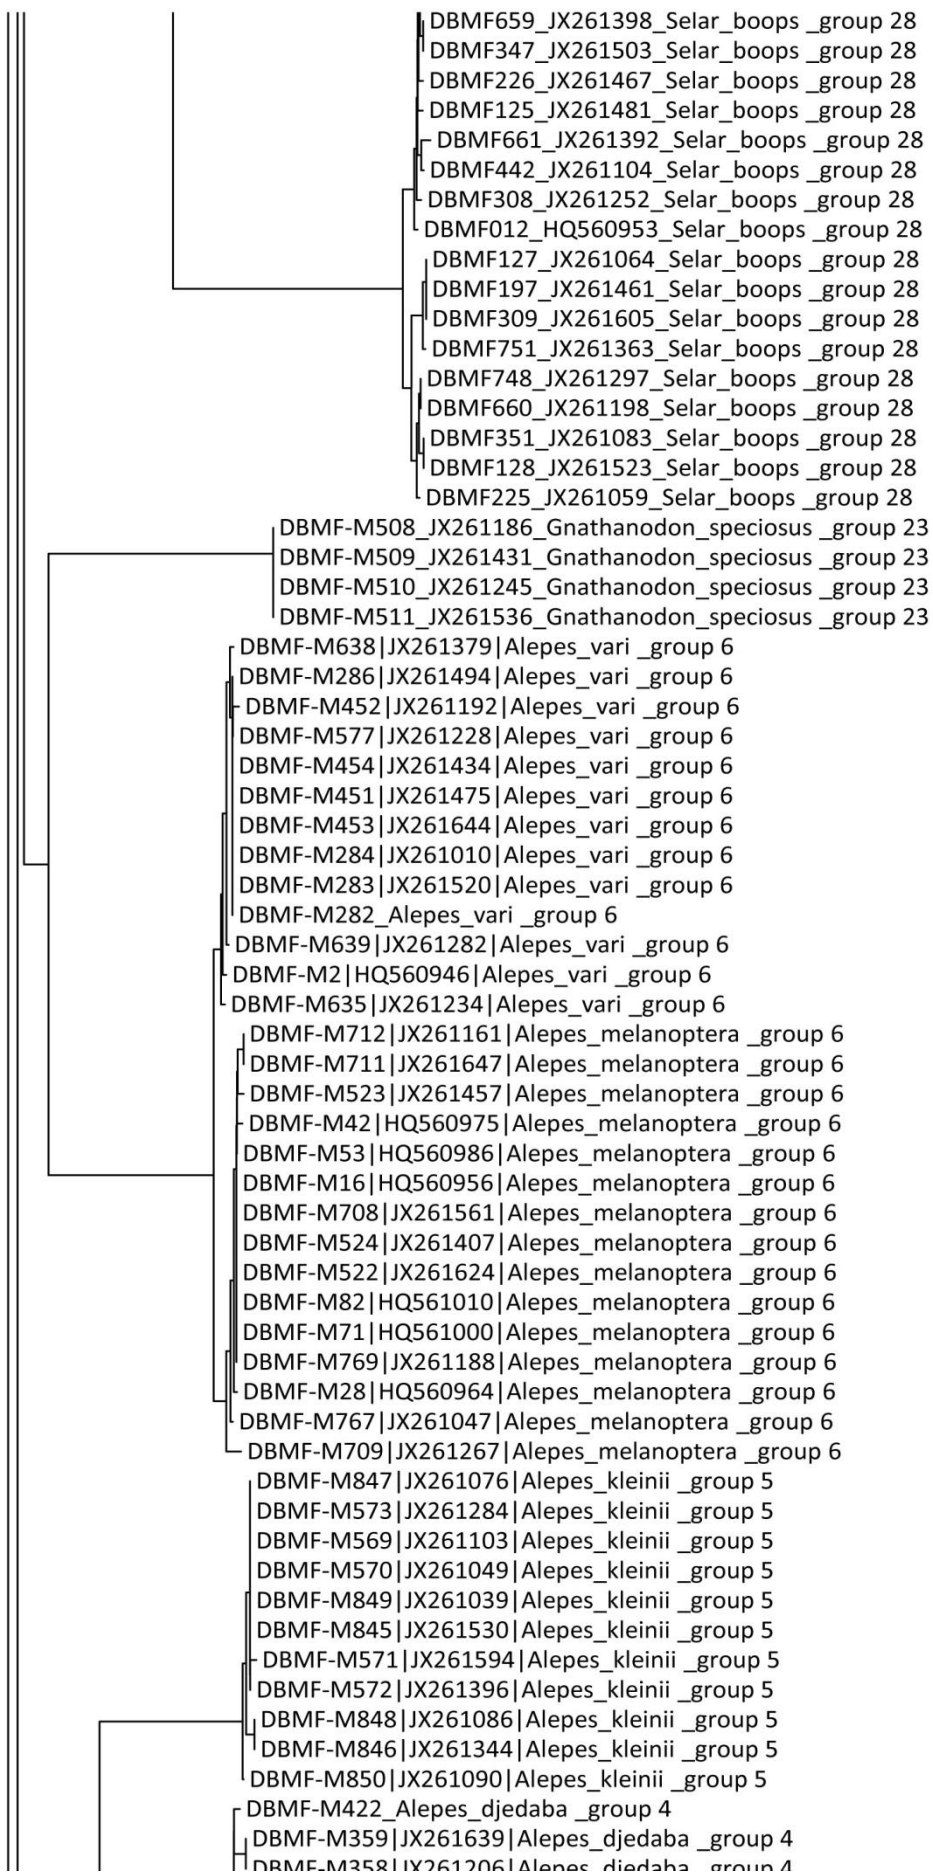 DBMF659_JX261398_Selar_boops _group 28
DBMF347_JX261503_Selar_boops _group 28
DBMF226_JX261467_Selar_boops _group 28
DBMF125_JX261481_Selar_boops _group 28
DBMF661_JX261392_Selar_boops _group 28
DBMF442_JX261104_Selar_boops _group 28
DBMF308_JX261252_Selar_boops _group 28
DBMF012_HQ560953_Selar_boops _group 28
DBMF127_JX261064_Selar_boops _group 28
DBMF197_JX261461_Selar_boops _group 28
DBMF309_JX261605_Selar_boops _group 28
DBMF751_JX261363_Selar_boops _group 28
DBMF748_JX261297_Selar_boops _group 28
DBMF660_JX261198_Selar_boops _group 28
DBMF351_JX261083_Selar_boops _group 28
DBMF128_JX261523_Selar_boops _group 28
DBMF225_JX261059_Selar_boops _group 28
DBMF-M508_JX261186_Gnathanodon_speciosus _group 23
DBMF-M509_JX261431_Gnathanodon_speciosus _group 23
DBMF-M510_JX261245_Gnathanodon_speciosus _group 23
DBMF-M511_JX261536_Gnathanodon_speciosus _group 23
DBMF-M638|JX261379|Alepes_vari _group 6
DBMF-M286|JX261494|Alepes_vari _group 6
DBMF-M452|JX261192|Alepes_vari _group 6
DBMF-M577|JX261228|Alepes_vari _group 6
DBMF-M454|JX261434|Alepes_vari _group 6
DBMF-M451|JX261475|Alepes_vari _group 6
DBMF-M453|JX261644|Alepes_vari _group 6
DBMF-M284|JX261010|Alepes_vari _group 6
DBMF-M283|JX261520|Alepes_vari _group 6
DBMF-M282_Alepes_vari _group 6
DBMF-M639|JX261282|Alepes_vari _group 6
DBMF-M2|HQ560946|Alepes_vari _group 6
DBMF-M635|JX261234|Alepes_vari _group 6
DBMF-M712|JX261161|Alepes_melanoptera _group 6
DBMF-M711|JX261647|Alepes_melanoptera _group 6
DBMF-M523|JX261457|Alepes_melanoptera _group 6
DBMF-M42|HQ560975|Alepes_melanoptera _group 6
DBMF-M53|HQ560986|Alepes_melanoptera _group 6
DBMF-M16|HQ560956|Alepes_melanoptera _group 6
DBMF-M708|JX261561|Alepes_melanoptera _group 6
DBMF-M524|JX261407|Alepes_melanoptera _group 6
DBMF-M522|JX261624|Alepes_melanoptera _group 6
DBMF-M82|HQ561010|Alepes_melanoptera _group 6
DBMF-M71|HQ561000|Alepes_melanoptera _group 6
DBMF-M769|JX261188|Alepes_melanoptera _group 6
DBMF-M28|HQ560964|Alepes_melanoptera _group 6
DBMF-M767|JX261047|Alepes_melanoptera _group 6
DBMF-M709|JX261267|Alepes_melanoptera _group 6
DBMF-M847|JX261076|Alepes_kleinii _group 5
DBMF-M573|JX261284|Alepes_kleinii _group 5
DBMF-M569|JX261103|Alepes_kleinii _group 5
DBMF-M570|JX261049|Alepes_kleinii _group 5
DBMF-M849|JX261039|Alepes_kleinii _group 5
DBMF-M845|JX261530|Alepes_kleinii _group 5
DBMF-M571|JX261594|Alepes_kleinii _group 5
DBMF-M572|JX261396|Alepes_kleinii _group 5
DBMF-M848|JX261086|Alepes_kleinii _group 5
DBMF-M846|JX261344|Alepes_kleinii _group 5
DBMF-M850|JX261090|Alepes_kleinii _group 5
DBMF-M422_Alepes_djedaba _group 4
DBMF-M359|JX261639|Alepes_djedaba _group 4
DBMF-M358|JX261206|Alepes_djedaba _group 4